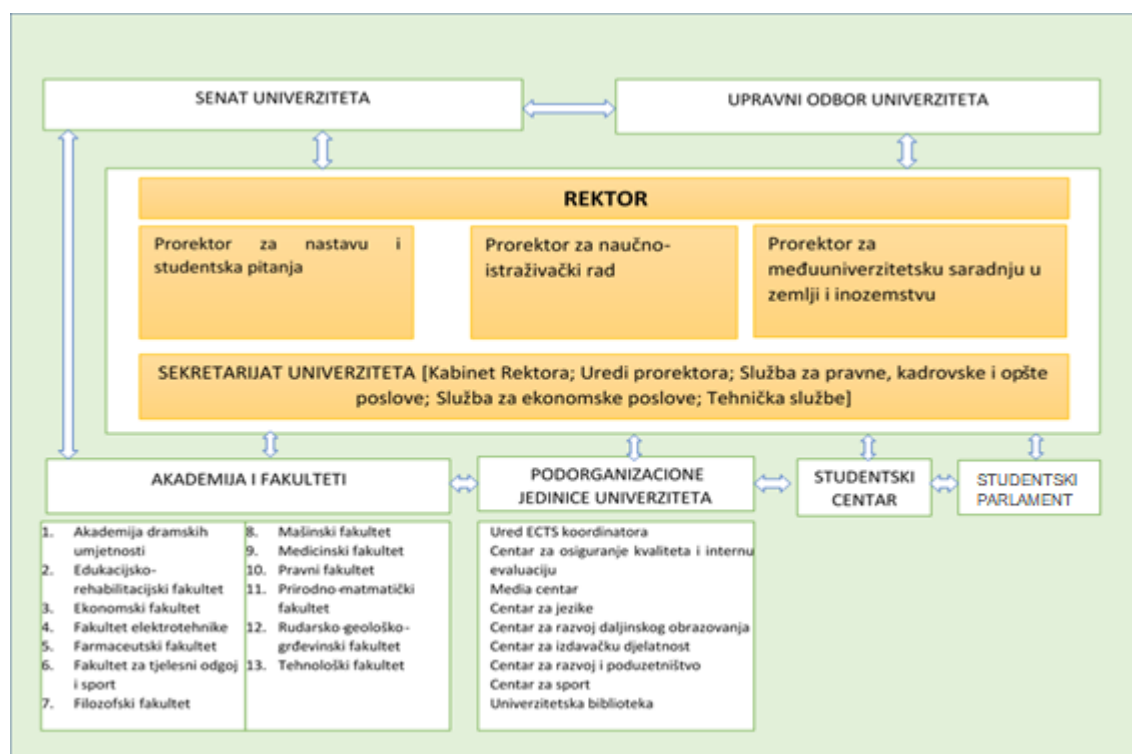 SENAT UNIVERZITETA
UPRAVNI ODBOR UNIVERZITETA
REKTOR
Prorektor za nastavu i
studentska pitanja
Prorektor za naučno-
istraživački rad
Prorektor za
međuuniverzitetsku saradnju u
zemlji i inozemstvu
SEKRETARIJAT UNIVERZITETA [Kabinet Rektora; Uredi prorektora; Služba za pravne, kadrovske i opšte
poslove; Služba za ekonomske poslove; Tehnička službe]
AKADEMIJA I FAKULTETI
PODORGANIZACIONE
JEDINICE UNIVERZITETA
STUDENTSKI
CENTAR
STUDENTSKI
PARLAMENT
1. Akademija dramskih
umjetnosti
2. Edukacijsko-
rehabilitacijski fakultet
3. Ekonomski fakultet
4. Fakultet elektrotehnike
5. Farmaceutski fakultet
6. Fakultet za tjelesni odgoj
i sport
7. Filozofski fakultet
8. Mašinski fakultet
9. Medicinski fakultet
10. Pravni fakultet
11. Prirodno-matmatički
fakultet
12. Rudarsko-geološko-
grđevinski fakultet
13. Tehnološki fakultet
Ured ECTS koordinatora
Centar za osiguranje kvaliteta i internu
evaluaciju
Media centar
Centar za jezike
Centar za razvoj daljinskog obrazovanja
Centar za izdavačku djelatnost
Centar za razvoj i poduzetništvo
Centar za sport
Univerzitetska biblioteka